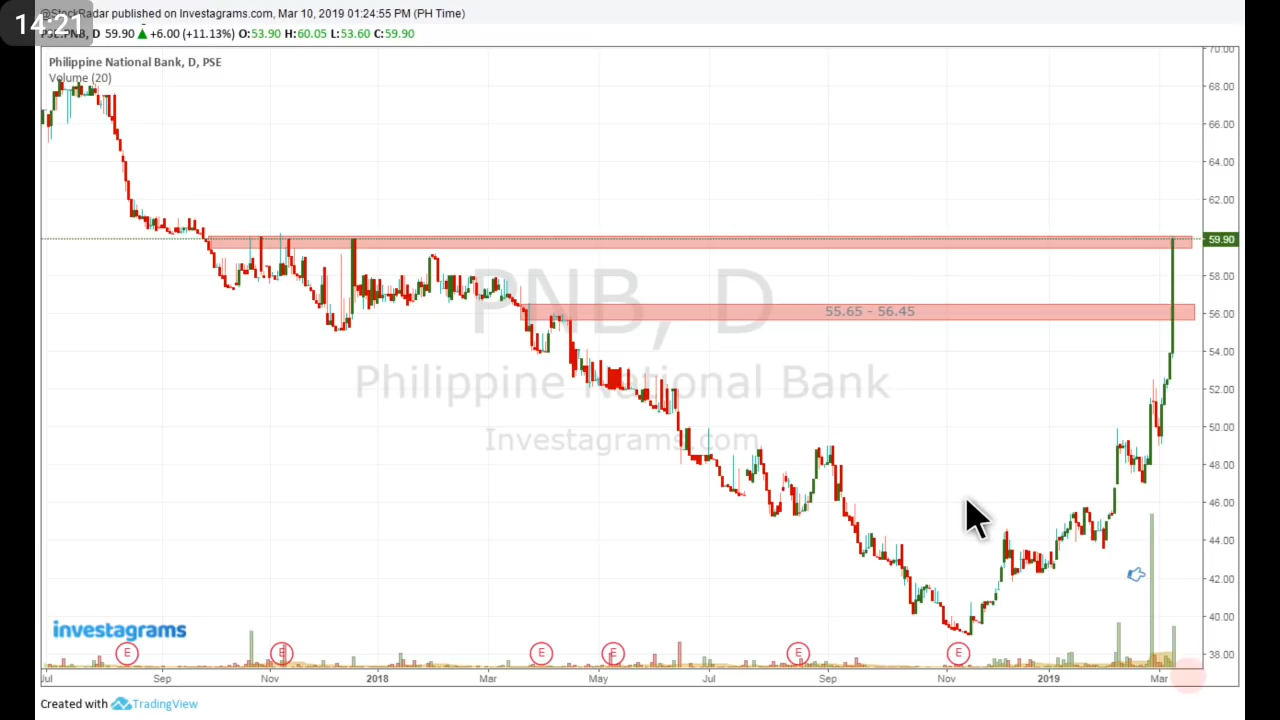 @StockRadar published on Investagrams.com, Mar 10, 2019 01:24:55 PM (PH Time)
14:21
PSE:PNB, D 59.90 ▲ +6.00 (+11.13%) O:53.90 H:60.05 L:53.60 C:59.90
Philippine National Bank, D, PSE
Volume (20)
70.00
68.00
66.00
64.00
62.00
59.90
58.00
56.00
54.00
52.00
50.00
48.00
46.00
44.00
42.00
40.00
38.00
55.65 - 56.45
PNB, D
Philippine National Bank
Investagrams.com
investagrams
E E E E E E
Jul Sep Nov 2018 Mar May Jul Sep Nov 2019 Mar
Created with TradingView